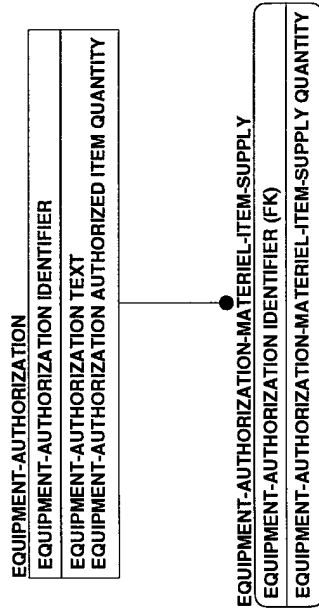 EQUIPMENT-AUTHORIZATION
EQUIPMENT-AUTHORIZATION IDENTIFIER
EQUIPMENT-AUTHORIZATION TEXT
EQUIPMENT-AUTHORIZATION AUTHORIZED ITEM QUANTITY
EQUIPMENT-AUTHORIZATION-MATERIEL-ITEM-SUPPLY
EQUIPMENT-AUTHORIZATION IDENTIFIER (FK)
EQUIPMENT-AUTHORIZATION-MATERIEL-ITEM-SUPPLY QUANTITY